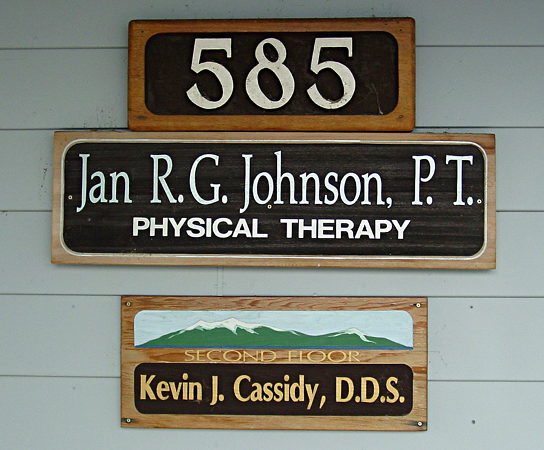 585
Jan R.G. Johnson, P.T.
PHYSICAL THERAPY
SECOND FLOOR
Kevin J. Cassidy, D.D.S.